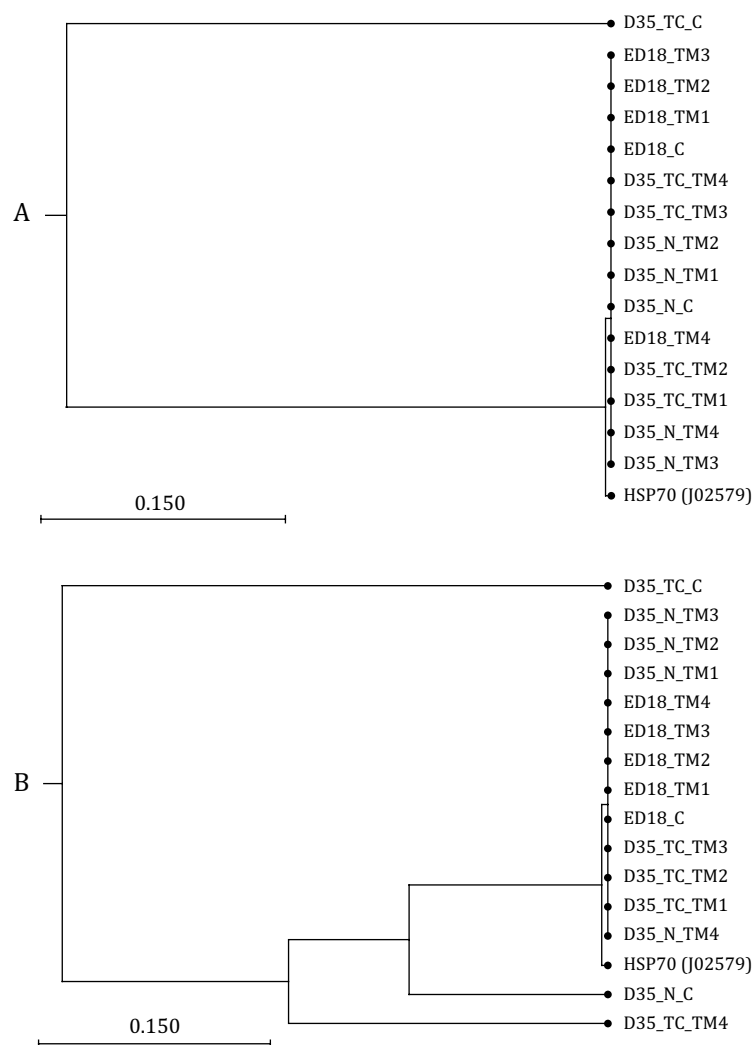 D35_TC_C
ED18_TM3
ED18_TM2
ED18_TM1
ED18_C
D35_TC_TM4
D35_TC_TM3
A
D35_N_TM2
D35_N_TM1
D35_N_C
ED18_TM4
D35_TC_TM2
D35_TC_TM1
D35_N_TM4
D35_N_TM3
HSP70 (J02579)
0.150
D35_TC_C
D35_N_TM3
D35_N_TM2
D35_N_TM1
ED18_TM4
ED18_TM3
ED18_TM2
B
ED18_TM1
ED18_C
D35_TC_TM3
D35_TC_TM2
D35_TC_TM1
D35_N_TM4
HSP70 (J02579)
D35_N_C
D35_TC_TM4
0.150